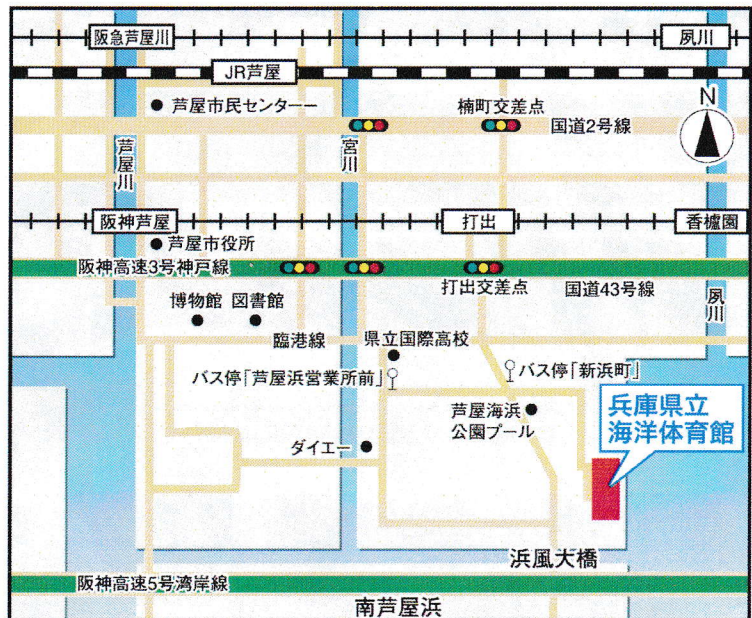 阪急芦屋川
夙川
JR芦屋
芦屋市民センターー
楠町交差点
国道2号線
N
芦屋川
宮川
阪神芦屋
打出
香櫨園
芦屋市役所
阪神高速3号神戸線
打出交差点
国道43号線
夙川
博物館
図書館
臨港線
県立国際高校
バス停「芦屋浜営業所前」
バス停「新浜町」
芦屋海浜
公園プール
兵庫県立
海洋体育館
ダイエー
浜風大橋
阪神高速5号湾岸線
南芦屋浜